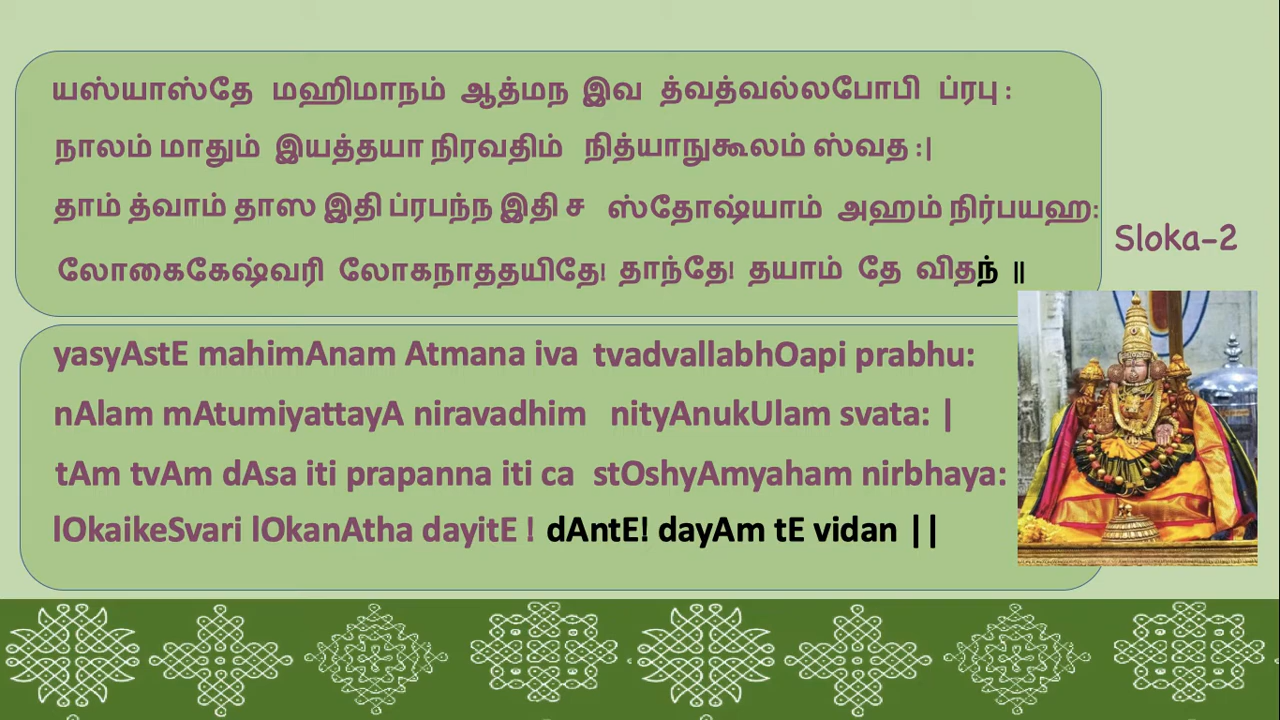 யஸ்யாஸ்தே மஹிமாநம் ஆத்மந இவ த்வத்வல்லபோபி ப்ரபு :
நாலம் மாதும் இயத்தயா நிரவதிம் நித்யாநுகூலம் ஸ்வத :|
தாம் த்வாம் தாஸ இதி ப்ரபந்ந இதி ச ஸ்தோஷ்யாம் அஹம் நிர்பயஹ:
லோகைகேஷ்வரி லோகநாததயிதே! தாந்தே! தயாம் தே விதந் ॥
Sloka-2
yasyAstE mahimAnam Atmana iva tvadvallabhOapi prabhu:
nAlam mAtumiyattayA niravadhim nityAnukUlam svata: |
tAm tvAm dAsa iti prapanna iti ca stOshyAmyaham nirbhaya:
lOkaikeSvari lOkanAtha dayitE ! dAntE! dayAm tE vidan ||